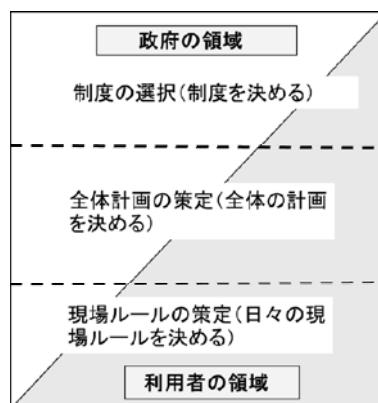 政府の領域
制度の選択(制度を決める)
全体計画の策定(全体の計画
を決める)
現場ルールの策定(日々の現
場ルールを決める)
利用者の領域